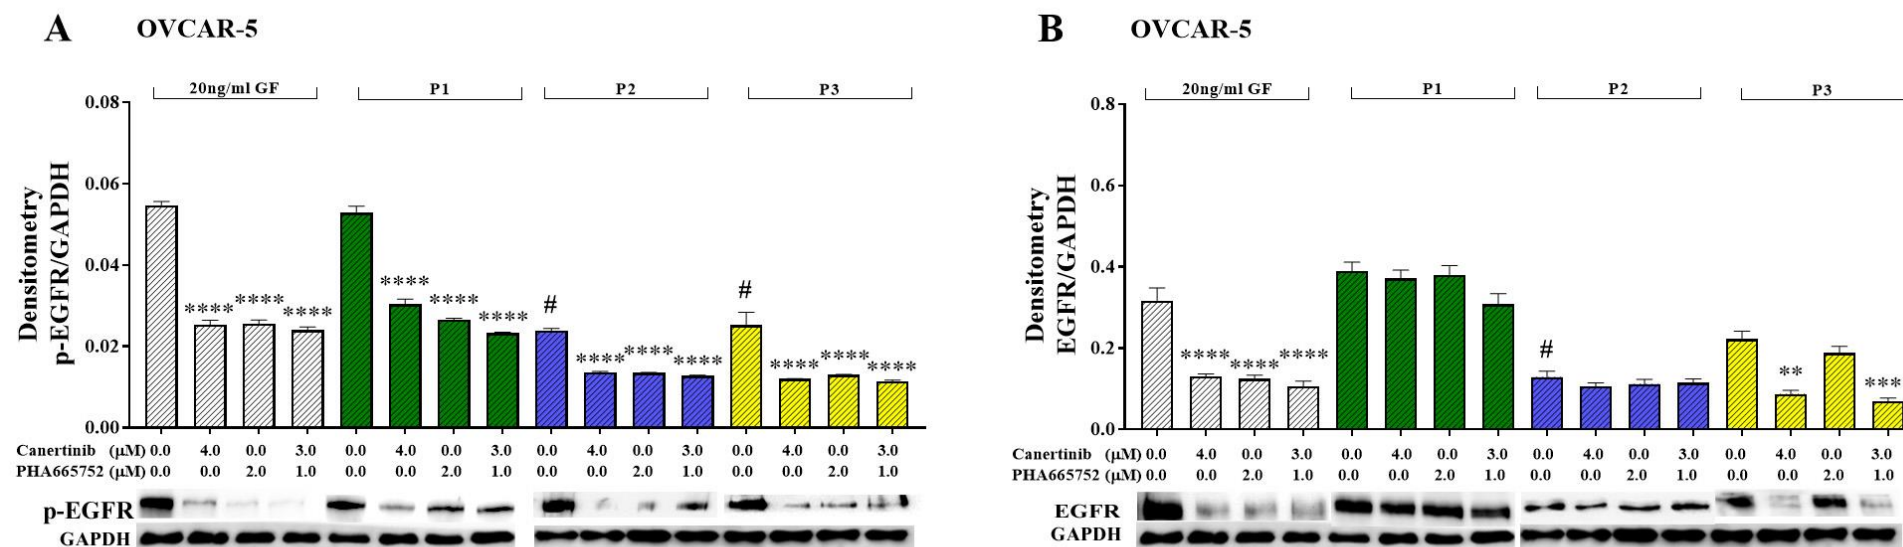 A OVCAR-5
20ng/ml GF P1 P2 P3
Densitometry
p-EGFR/GAPDH
0.08
0.06
0.04
0.02
0.00
**** **** **** **** **** **** # **** **** **** # **** **** ****
Canertinib (μM) 0.0 4.0 0.0 3.0 0.0 4.0 0.0 3.0 0.0 4.0 0.0 3.0 0.0 4.0 0.0 3.0
PHA665752 (μM) 0.0 0.0 2.0 1.0 0.0 0.0 2.0 1.0 0.0 0.0 2.0 1.0 0.0 0.0 2.0 1.0
p-EGFR
GAPDH
B OVCAR-5
20ng/ml GF P1 P2 P3
Densitometry
EGFR/GAPDH
0.8
0.6
0.4
0.2
0.0
**** **** **** # ** ***
Canertinib (μM) 0.0 4.0 0.0 3.0 0.0 4.0 0.0 3.0 0.0 4.0 0.0 3.0 0.0 4.0 0.0 3.0
PHA665752 (μM) 0.0 0.0 2.0 1.0 0.0 0.0 2.0 1.0 0.0 0.0 2.0 1.0 0.0 0.0 2.0 1.0
EGFR
GAPDH